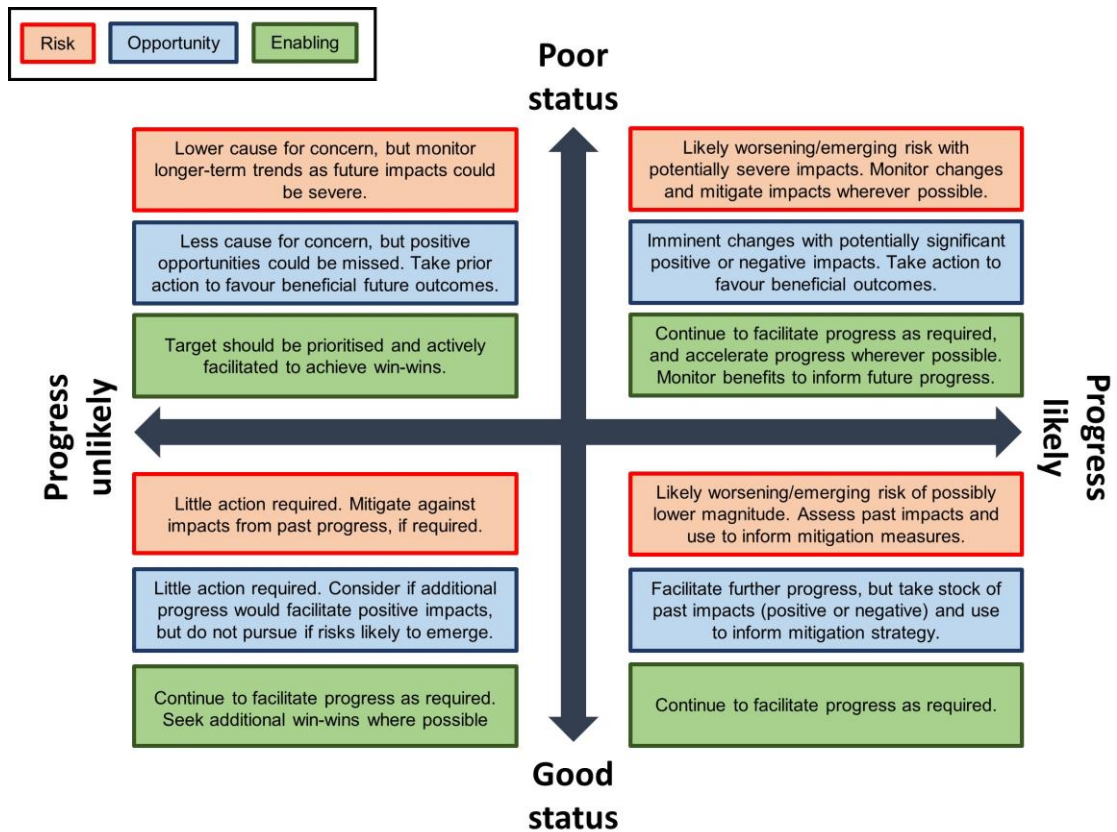 Risk
Opportunity
Enabling
Poor
status
Lower cause for concern, but monitor
longer-term trends as future impacts could
be severe.
Less cause for concern, but positive
opportunities could be missed. Take prior
action to favour beneficial future outcomes.
Target should be prioritised and actively
facilitated to achieve win-wins.
Likely worsening/emerging risk with
potentially severe impacts. Monitor changes
and mitigate impacts wherever possible.
Imminent changes with potentially significant
positive or negative impacts. Take action to
favour beneficial outcomes.
Continue to facilitate progress as required,
and accelerate progress wherever possible.
Monitor benefits to inform future progress.
Progress
unlikely
Progress
likely
Little action required. Mitigate against
impacts from past progress, if required.
Little action required. Consider if additional
progress would facilitate positive impacts,
but do not pursue if risks likely to emerge.
Continue to facilitate progress as required.
Seek additional win-wins where possible
Likely worsening/emerging risk of possibly
lower magnitude. Assess past impacts and
use to inform mitigation measures.
Facilitate further progress, but take stock of
past impacts (positive or negative) and use
to inform mitigation strategy.
Continue to facilitate progress as required.
Good
status